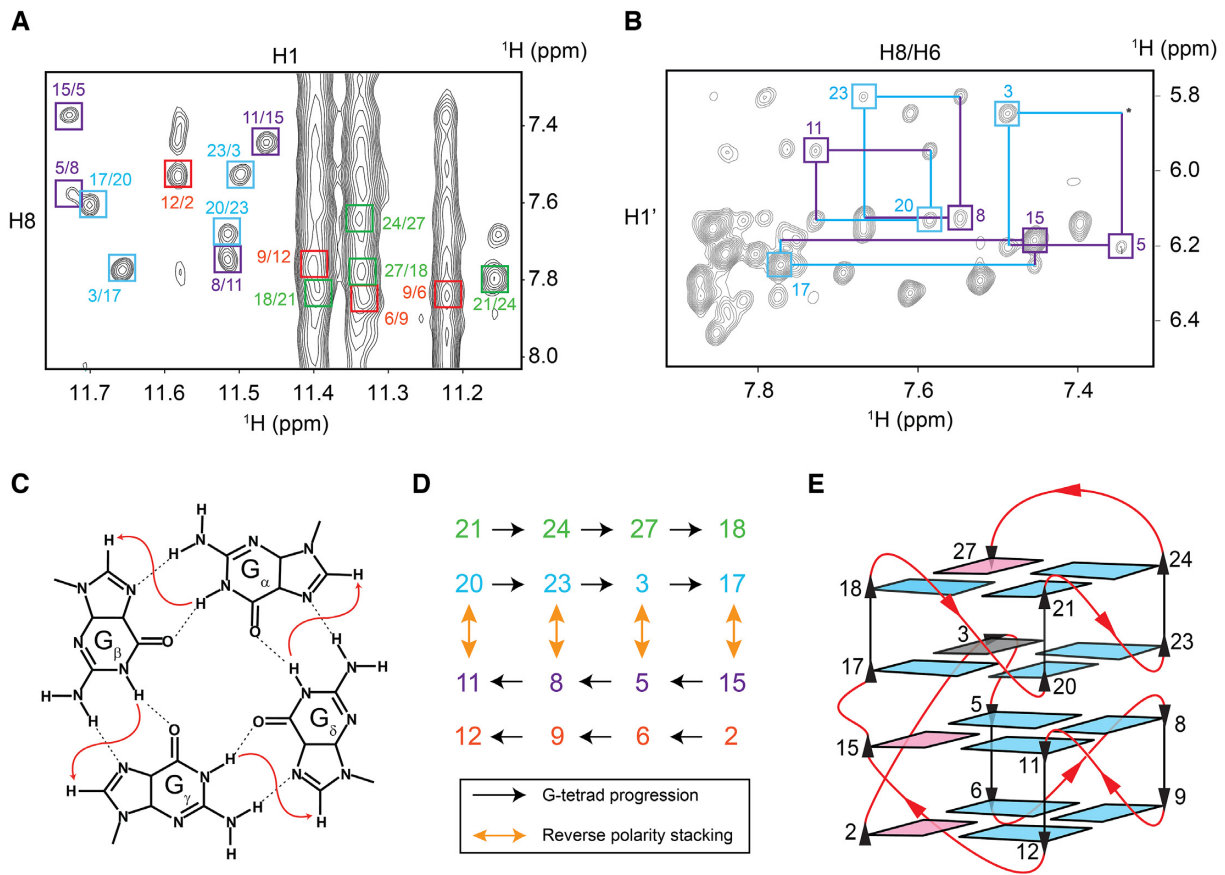 A
H1
¹H (ppm)
15/5
11/15
7.4
5/8
17/20
23/3
12/2
H8
7.6
20/23
24/27
9/12
3/17
8/11
27/18
9/6
7.8
18/21
6/9
21/24
8.0
11.7 11.6 11.5 11.4 11.3 11.2
¹H (ppm)
B
H8/H6
¹H (ppm)
23
3
5.8
*
11
6.0
H1'
20
8
15
5
6.2
17
6.4
7.8 7.6 7.4
¹H (ppm)
C
H
H
H N
H
N
N
N
G α
H
N
N
N
H
O
N
O
H
N
G β
N
N H
H
N
H
N H
H
O
O
N
G δ
N
H
N
N H
G γ
N
N
N H
H
N
N
H
D
21 24 27 18
20 23 3 17
11 8 5 15
12 9 6 2
G-tetrad progression
Reverse polarity stacking
E
27
24
18
21
3
23
17
20
5
8
15
11
6
9
2
12